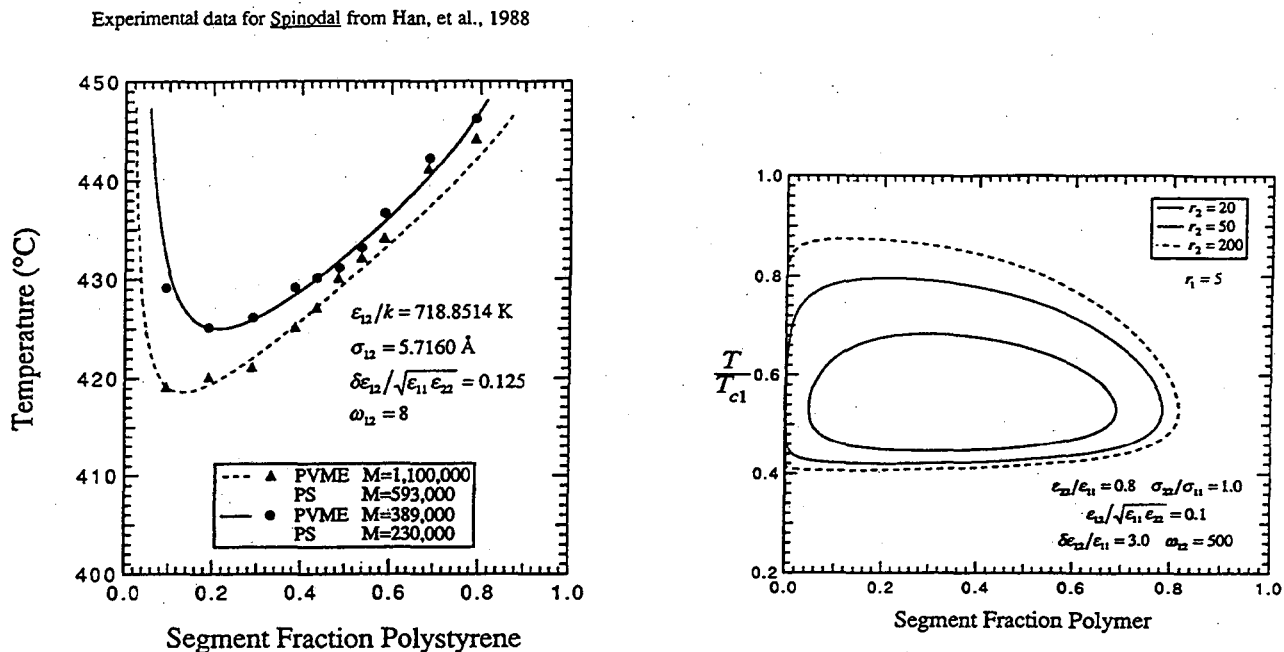 Experimental data for Spinodal from Han, et al., 1988
450
440
430
420
410
400
Temperature (°C)
ε₁₂/k = 718.8514 K
σ₁₂ = 5.7160 Å
δε₁₂/√ε₁₁ ε₂₂ = 0.125
ω₁₂ = 8
PVME M=1,100,000
PS M=593,000
PVME M=389,000
PS M=230,000
0.0 0.2 0.4 0.6 0.8 1.0
Segment Fraction Polystyrene
1.0
0.8
0.6
0.4
0.2
T/Tc1
r₂ = 20
r₂ = 50
r₂ = 200
r₁ = 5
ε₂₂/ε₁₁ = 0.8 σ₂₂/σ₁₁ = 1.0
ε₁₂/√ε₁₁ ε₂₂ = 0.1
δε₁₂/ε₁₁ = 3.0 ω₁₂ = 500
0.0 0.2 0.4 0.6 0.8 1.0
Segment Fraction Polymer